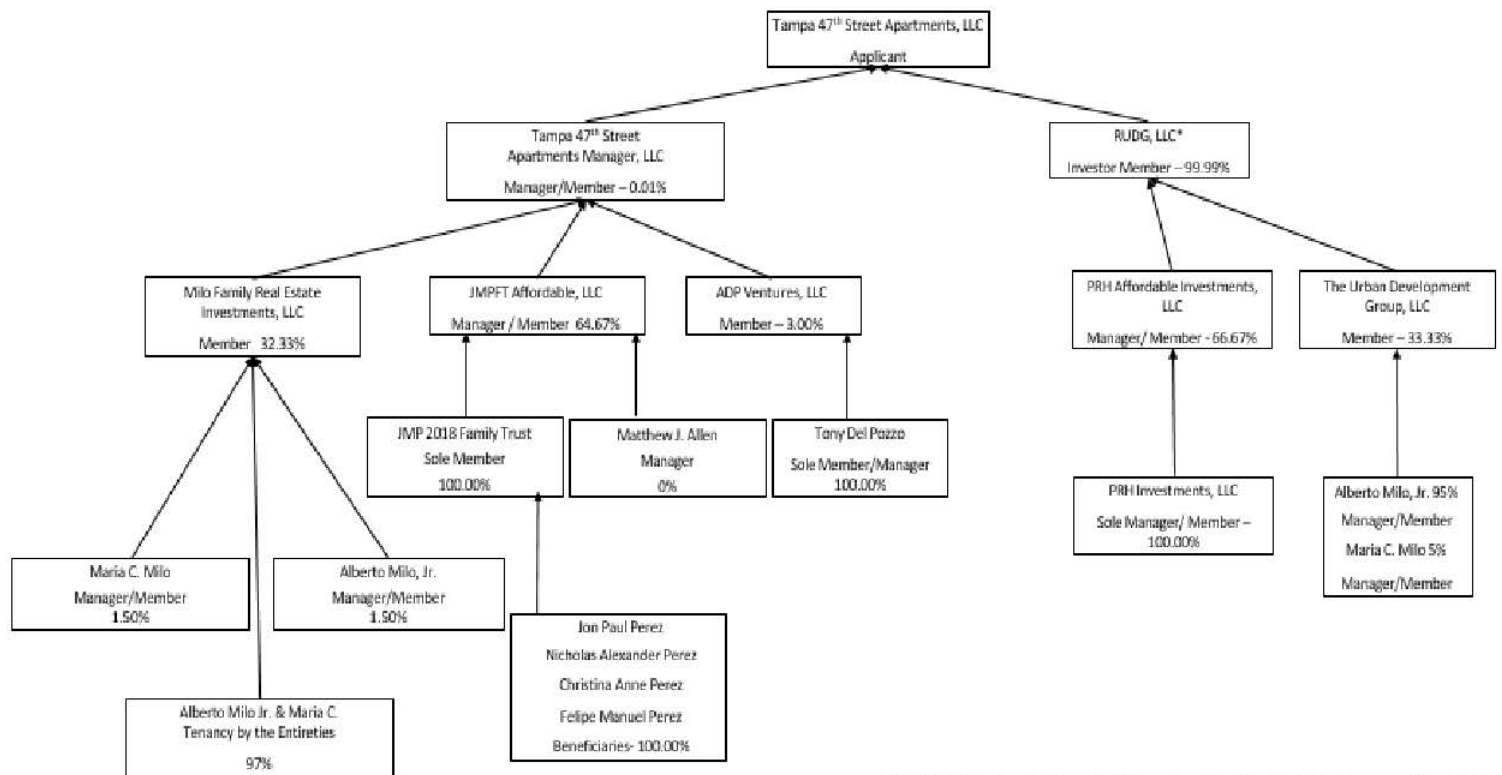 Tampa 47th Street Apartments, LLC
Applicant
Tampa 47th Street
Apartments Manager, LLC
Manager/Member – 0.01%
RUDG, LLC*
Investor Member – 99.99%
Milo Family Real Estate
Investments, LLC
Member 32.33%
JMPFT Affordable, LLC
Manager / Member 64.67%
ADP Ventures, LLC
Member – 3.00%
PRH Affordable Investments,
LLC
Manager/ Member - 66.67%
The Urban Development
Group, LLC
Member – 33.33%
JMP 2018 Family Trust
Sole Member
100.00%
Matthew J. Allen
Manager
0%
Tony Del Pozzo
Sole Member/Manager
100.00%
PRH Investments, LLC
Sole Manager/ Member –
100.00%
Alberto Milo, Jr. 95%
Manager/Member
Maria C. Milo 5%
Manager/Member
Maria C. Milo
Manager/Member
1.50%
Alberto Milo, Jr.
Manager/Member
1.50%
Jon Paul Perez
Nicholas Alexander Perez
Christina Anne Perez
Felipe Manuel Perez
Beneficiaries- 100.00%
Alberto Milo Jr. & Maria C.
Tenancy by the Entireties
97%